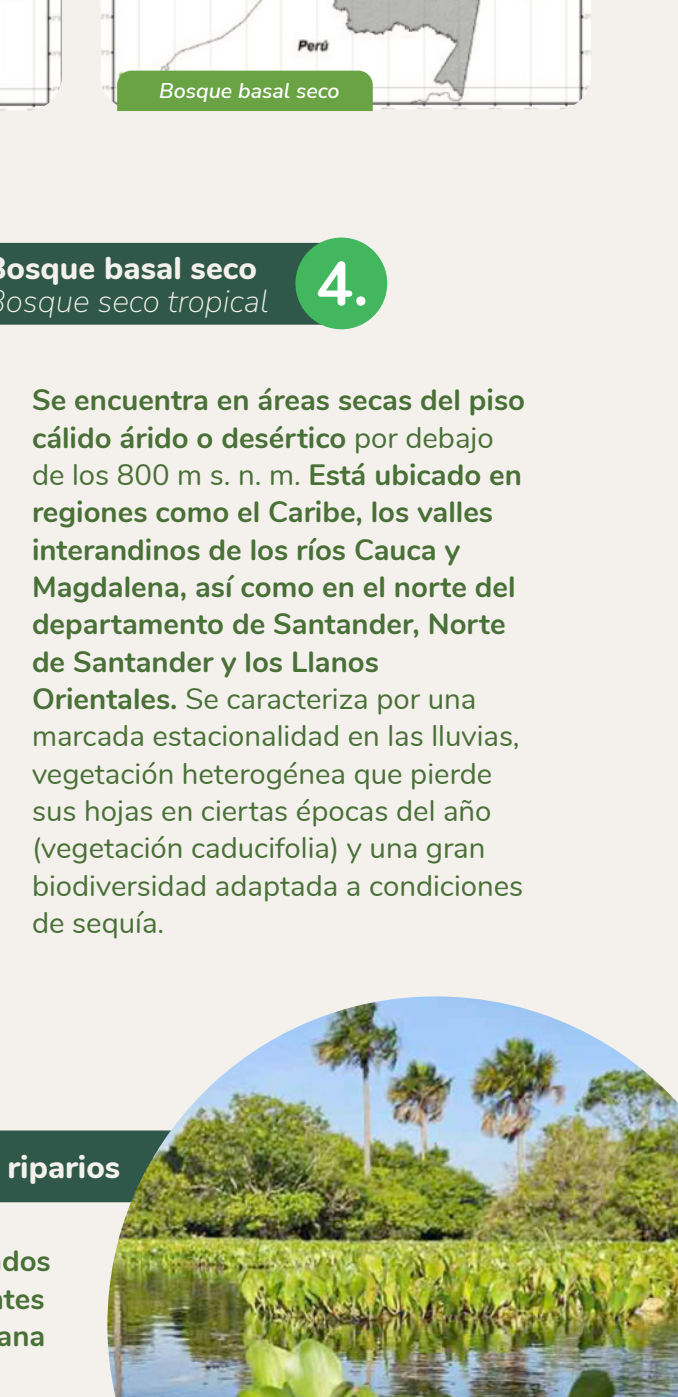 Perú
Bosque basal seco
Bosque basal seco
Bosque seco tropical
4.
Se encuentra en áreas secas del piso
cálido árido o desértico por debajo
de los 800 m s. n. m. Está ubicado en
regiones como el Caribe, los valles
interandinos de los ríos Cauca y
Magdalena, así como en el norte del
departamento de Santander, Norte
de Santander y los Llanos
Orientales. Se caracteriza por una
marcada estacionalidad en las lluvias,
vegetación heterogénea que pierde
sus hojas en ciertas épocas del año
(vegetación caducifolia) y una gran
biodiversidad adaptada a condiciones
de sequía.
riparios